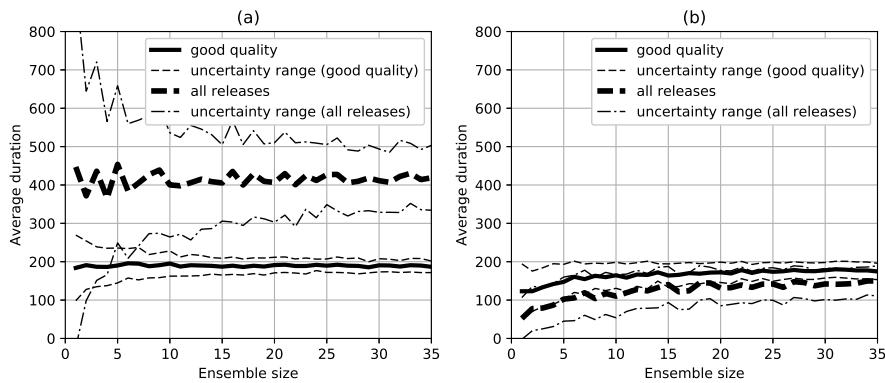 (a)
800
700
600
500
400
300
200
100
0
Average duration
good quality
uncertainty range (good quality)
all releases
uncertainty range (all releases)
0 5 10 15 20 25 30 35
Ensemble size
(b)
800
700
600
500
400
300
200
100
0
Average duration
good quality
uncertainty range (good quality)
all releases
uncertainty range (all releases)
0 5 10 15 20 25 30 35
Ensemble size